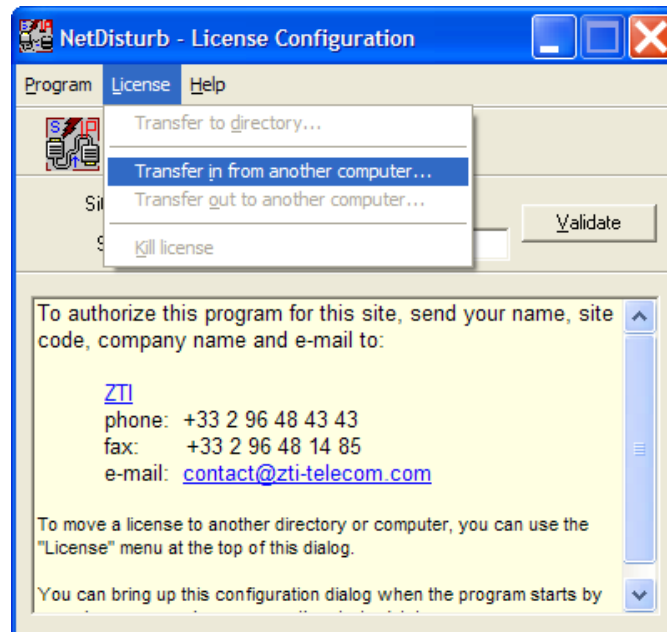 NetDisturb - License Configuration
Program License Help
Transfer to directory...
Transfer in from another computer...
Transfer out to another computer...
Kill license
Validate
To authorize this program for this site, send your name, site
code, company name and e-mail to:
ZTI
phone: +33 2 96 48 43 43
fax: +33 2 96 48 14 85
e-mail: contact@zti-telecom.com
To move a license to another directory or computer, you can use the
"License" menu at the top of this dialog.
You can bring up this configuration dialog when the program starts by